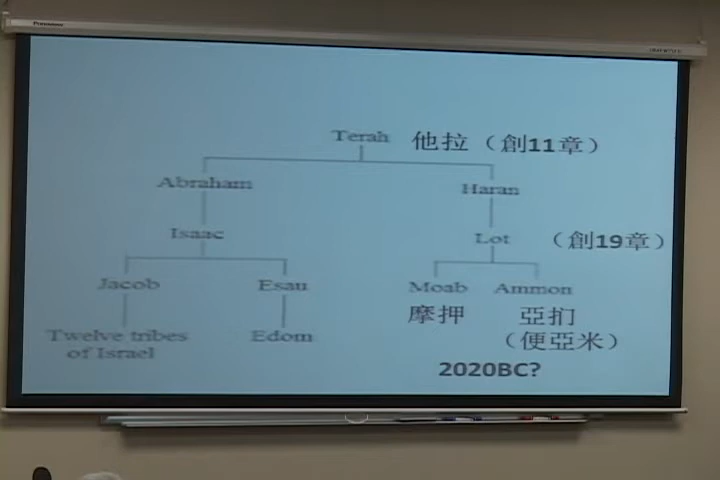 Terah 他拉（創11章）
Abraham Haran
Isaac Lot （創19章）
Jacob Esau Moab Ammon
摩押 亞捫
Twelve tribes of Israel Edom （便亞米）
2020BC?